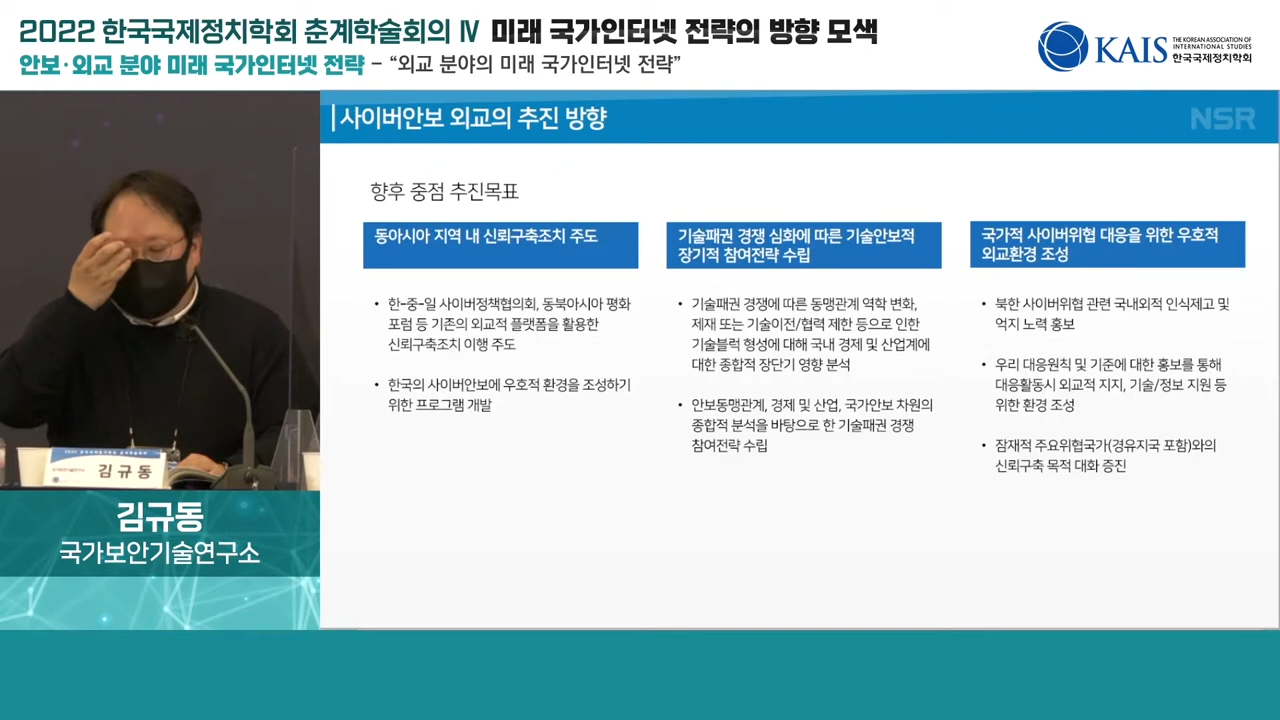 2022 한국국제정치학회 춘계학술회의 Ⅳ 미래 국가인터넷 전략의 방향 모색
안보·외교 분야 미래 국가인터넷 전략 – “외교 분야의 미래 국가인터넷 전략”
KAIS
THE KOREAN ASSOCIATION OF
INTERNATIONAL STUDIES
한국국제정치학회
사이버안보 외교의 추진 방향
NSR
향후 중점 추진목표
동아시아 지역 내 신뢰구축조치 주도
• 한-중-일 사이버정책협의회, 동북아시아 평화
포럼 등 기존의 외교적 플랫폼을 활용한
신뢰구축조치 이행 주도
• 한국의 사이버안보에 우호적 환경을 조성하기
위한 프로그램 개발
기술패권 경쟁 심화에 따른 기술안보적
장기적 참여전략 수립
• 기술패권 경쟁에 따른 동맹관계 역학 변화,
제재 또는 기술이전/협력 제한 등으로 인한
기술블럭 형성에 대해 국내 경제 및 산업계에
대한 종합적 장단기 영향 분석
• 안보동맹관계, 경제 및 산업, 국가안보 차원의
종합적 분석을 바탕으로 한 기술패권 경쟁
참여전략 수립
국가적 사이버위협 대응을 위한 우호적
외교환경 조성
• 북한 사이버위협 관련 국내외적 인식제고 및
억지 노력 홍보
• 우리 대응원칙 및 기준에 대한 홍보를 통해
대응활동시 외교적 지지, 기술/정보 지원 등
위한 환경 조성
• 잠재적 주요위협국가(경유지국 포함)와의
신뢰구축 목적 대화 증진
김규동
김규동
국가보안기술연구소